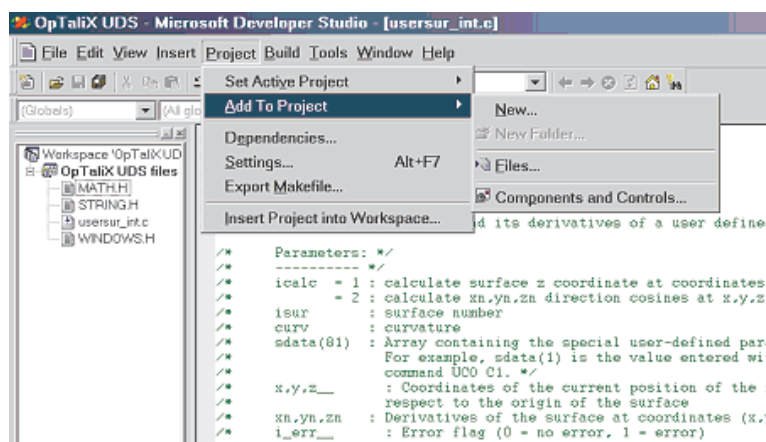 OpTaliX UDS - Microsoft Developer Studio - [usersur_int.c]
File Edit View Insert Project Build Tools Window Help
Set Active Project
Add To Project
Dependencies...
Settings... Alt+F7
Export Makefile...
Insert Project into Workspace...
New...
New Folder...
Files...
Components and Controls...
(Globals) (All glo
Workspace 'OpTaliXUD
OpTaliX UDS files
MATH.H
STRING.H
usersur_int.c
WINDOWS.H
d its derivatives of a user define
/* Parameters: */
/* ---------- */
/* icalc = 1 : calculate surface z coordinate at coordinates
/* = 2 : calculate xn,yn,zn direction cosines at x,y,z
/* isur : surface number
/* curv : curvature
/* sdata(81) : Array containing the special user-defined par
/* For example, sdata(1) is the value entered wi
/* command UCO C1. */
/* x,y,z__ : Coordinates of the current position of the
/* respect to the origin of the surface
/* xn,yn,zn : Derivatives of the surface at coordinates (x,
/* i_err__ : Error flag (0 = no error, 1 = error)